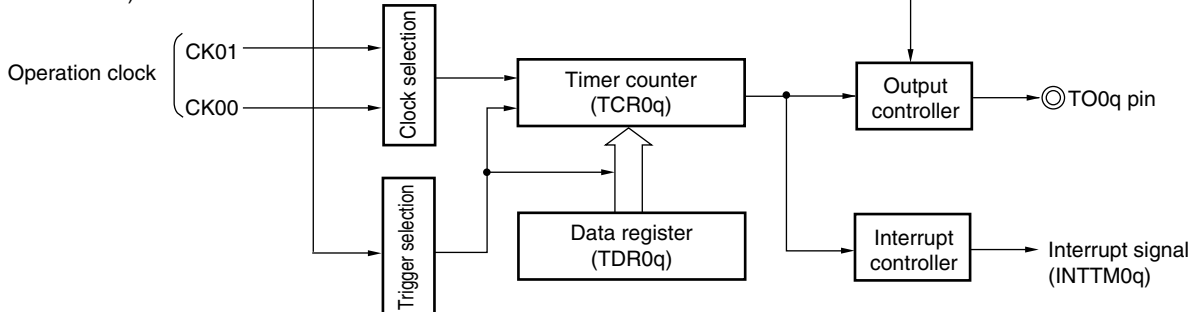 Operation clock
CK01
CK00
Clock selection
Timer counter
(TCR0q)
Output
controller
TO0q pin
Trigger selection
Data register
(TDR0q)
Interrupt
controller
Interrupt signal
(INTTM0q)